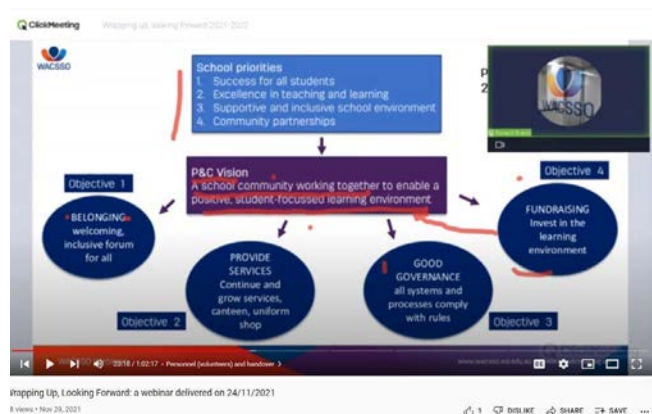 ClickMeeting
Wrapping up, looking forward 2021-2022
WACSSO
School priorities
1. Success for all students
2. Excellence in teaching and learning
3. Supportive and inclusive school environment
4. Community partnerships
P
2
WACSSO
P&C Vision
A school community working together to enable a
positive, student-focussed learning environment
Objective 1
BELONGING
welcoming,
inclusive forum
for all
Objective 2
PROVIDE
SERVICES
Continue and
grow services,
canteen, uniform
shop
GOOD
GOVERNANCE
all systems and
processes comply
with rules
Objective 3
Objective 4
FUNDRAISING
Invest in the
learning
environment
/ 1:02:17 • Personnel (volunteers) and handover >
Wrapping Up, Looking Forward: a webinar delivered on 24/11/2021
8 views • Nov 29, 2021
1 DISLIKE SHARE SAVE ...